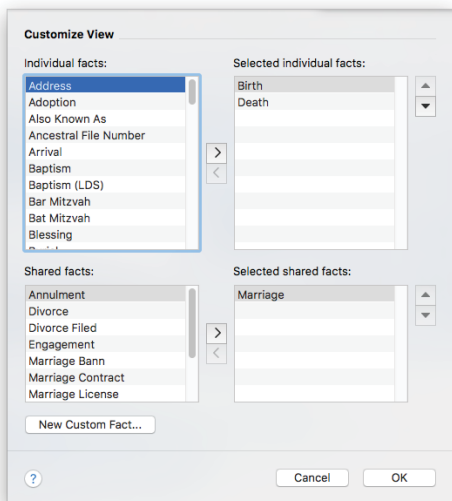 Customize View
Individual facts:
Address
Adoption
Also Known As
Ancestral File Number
Arrival
Baptism
Baptism (LDS)
Bar Mitzvah
Bat Mitzvah
Blessing
Selected individual facts:
Birth
Death
Shared facts:
Annulment
Divorce
Divorce Filed
Engagement
Marriage Bann
Marriage Contract
Marriage License
Selected shared facts:
Marriage
New Custom Fact...
?
Cancel
OK